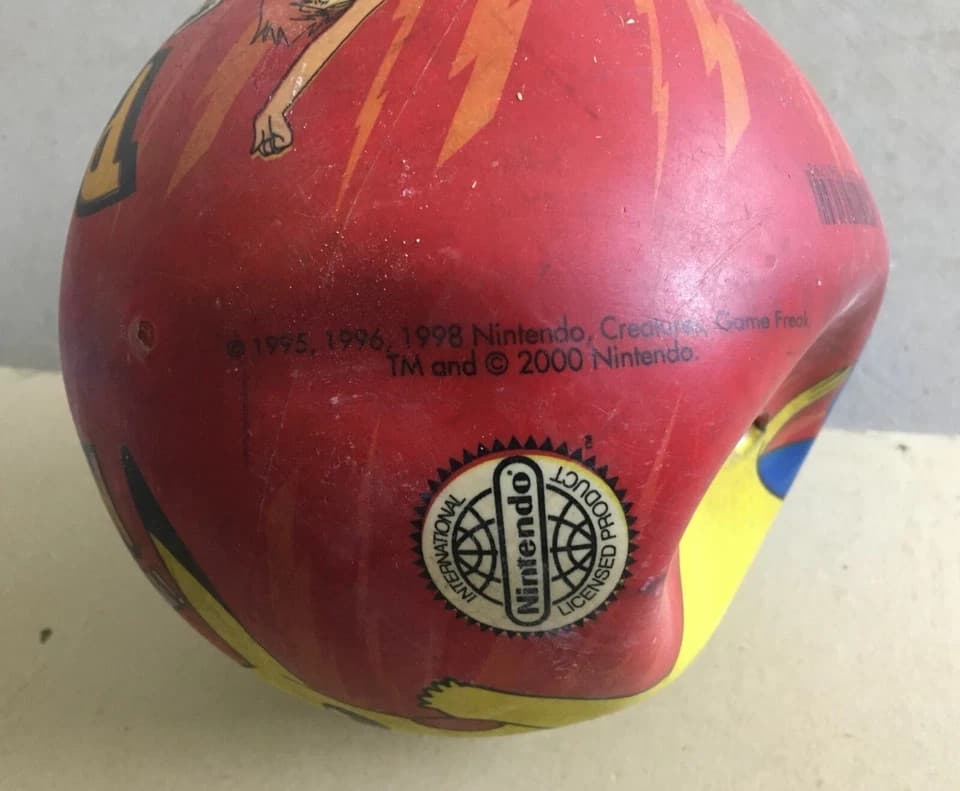 © 1995, 1996, 1998 Nintendo, Creatures, Game Freak
TM and © 2000 Nintendo.
INTERNATIONAL
Nintendo®
LICENSED PRODUCT